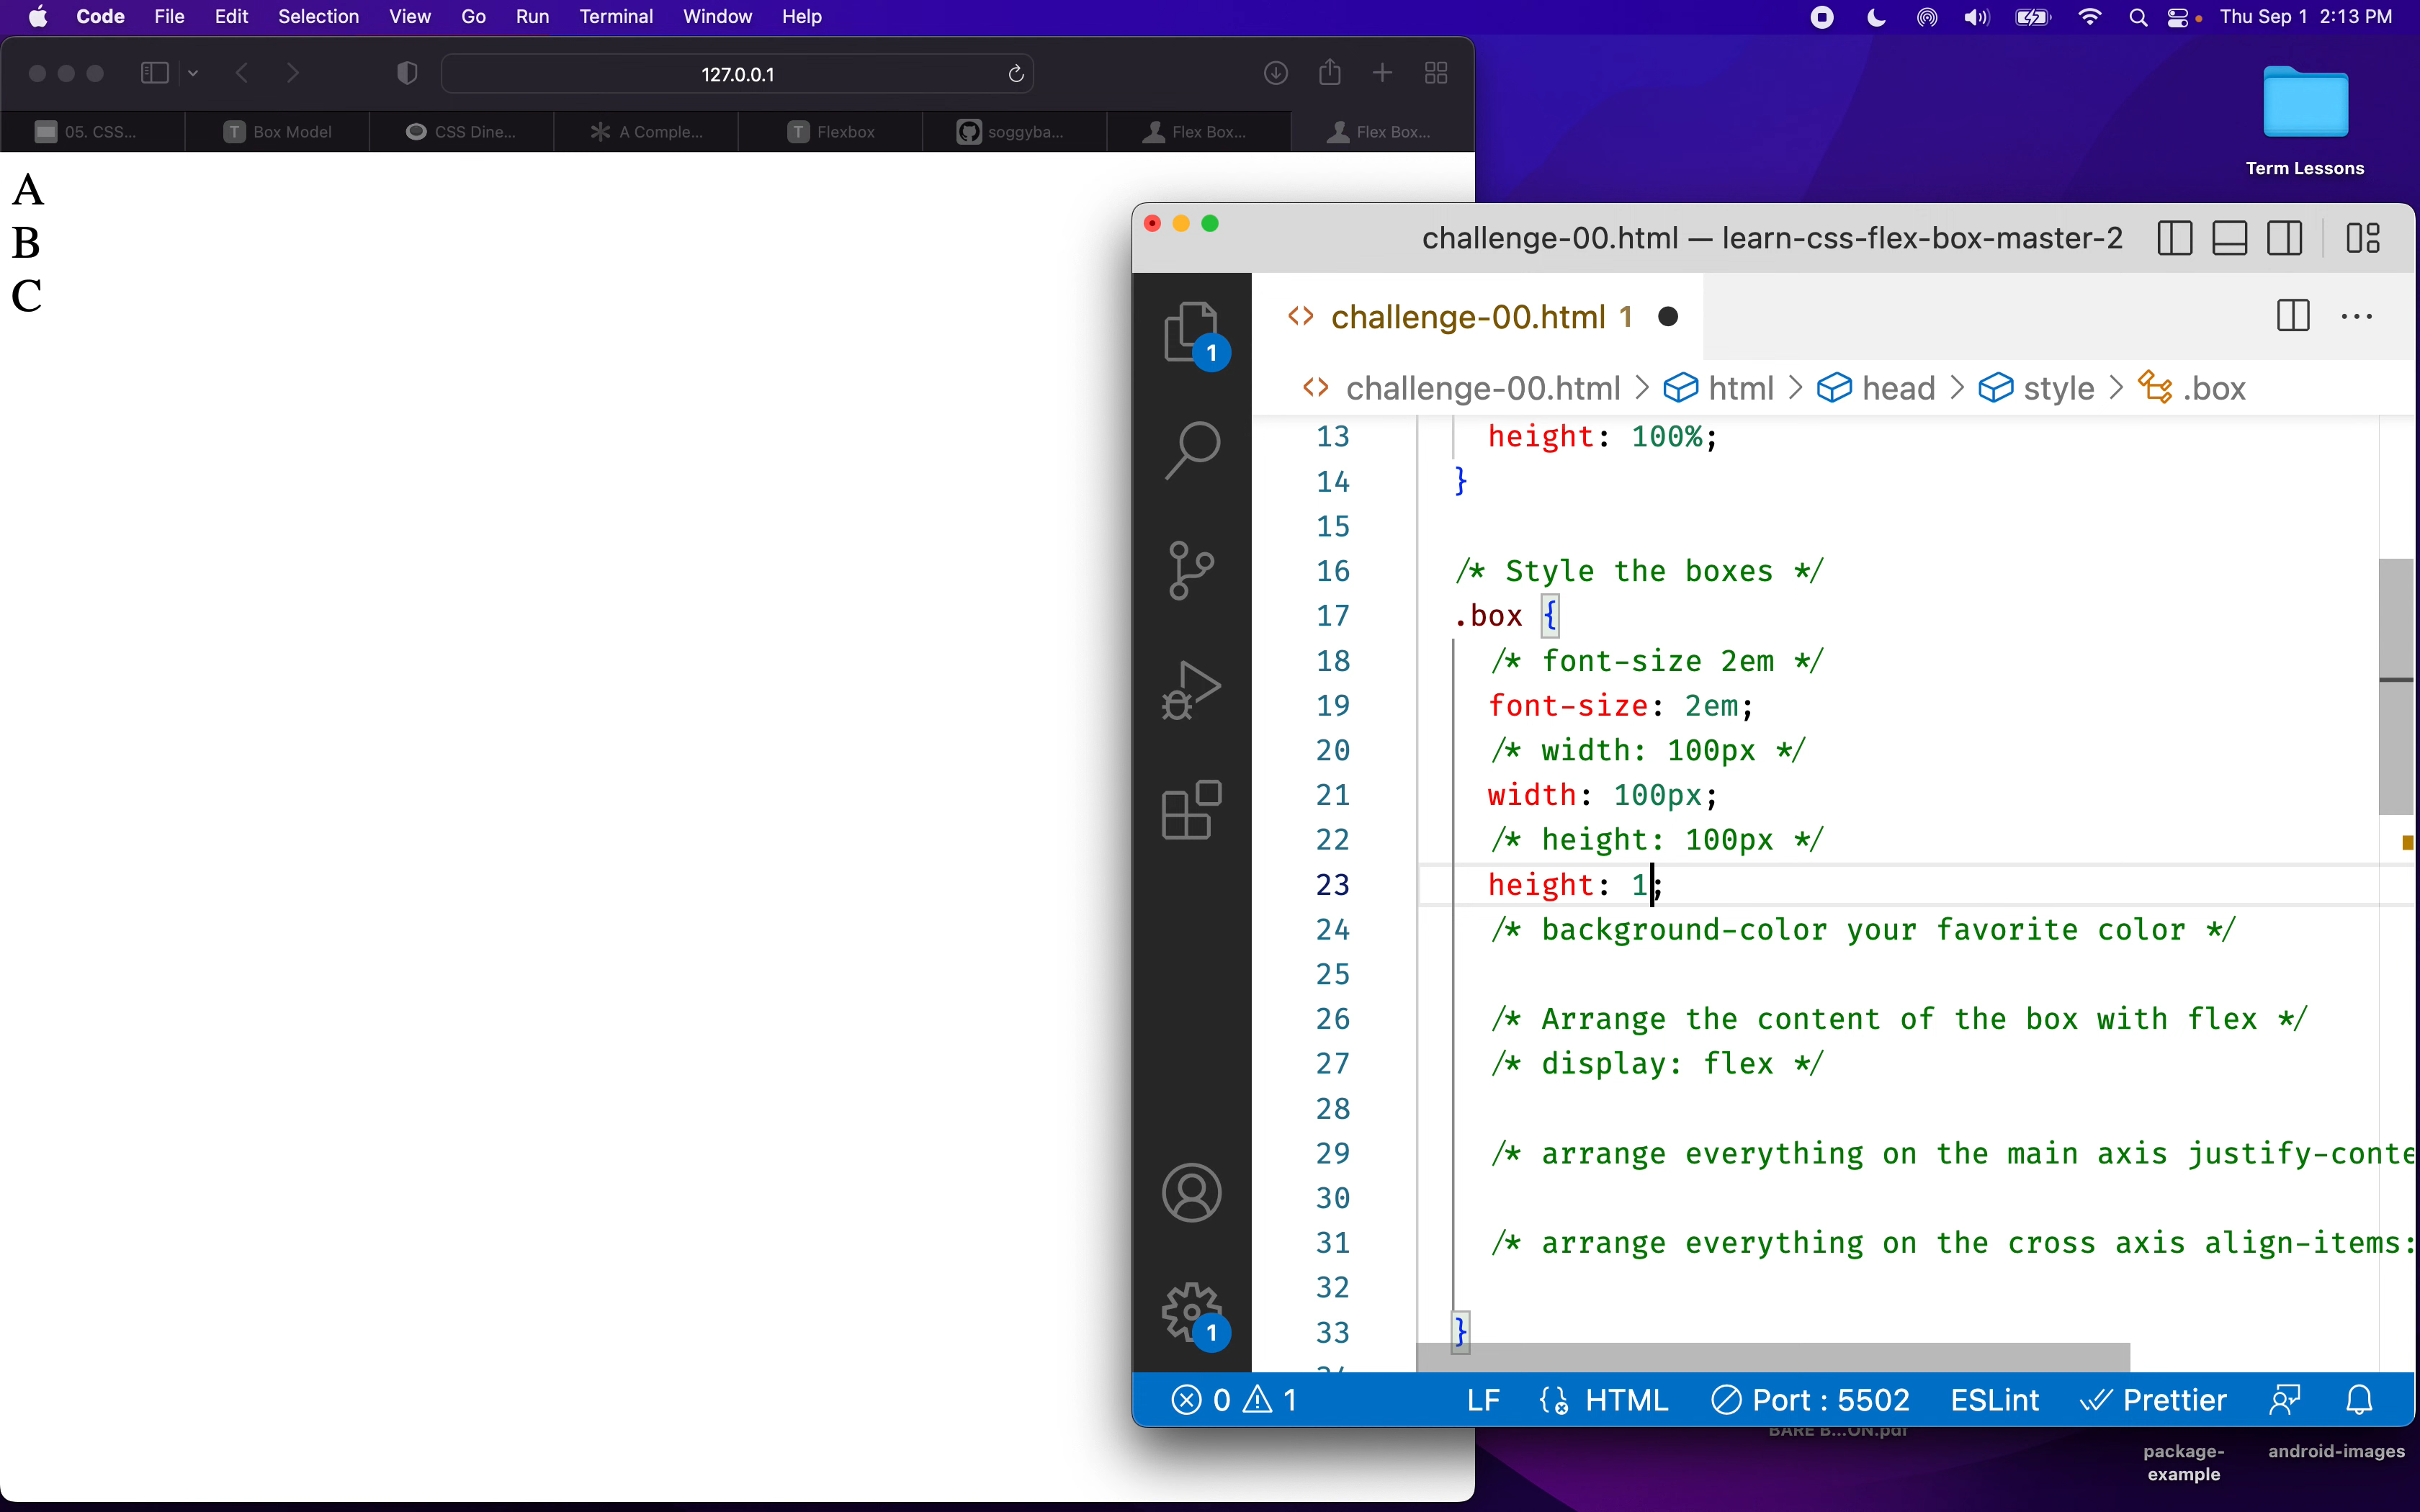 Code File Edit Selection View Go Run Terminal Window Help Thu Sep 1 2:13 PM
127.0.0.1
05. CSS... Box Model CSS Dine... A Comple... Flexbox soggyba... Flex Box... Flex Box...
Term Lessons
A
B
C
challenge-00.html — learn-css-flex-box-master-2
challenge-00.html 1
challenge-00.html > html > head > style > .box
13 height: 100%;
14 }
15
16 /* Style the boxes */
17 .box {
18 /* font-size 2em */
19 font-size: 2em;
20 /* width: 100px */
21 width: 100px;
22 /* height: 100px */
23 height: 1;
24 /* background-color your favorite color */
25
26 /* Arrange the content of the box with flex */
27 /* display: flex */
28
29 /* arrange everything on the main axis justify-conte
30
31 /* arrange everything on the cross axis align-items:
32
33 }
1
1
0 1 LF HTML Port : 5502 ESLint Prettier
BARE B...ON.pdf
package-example
android-images